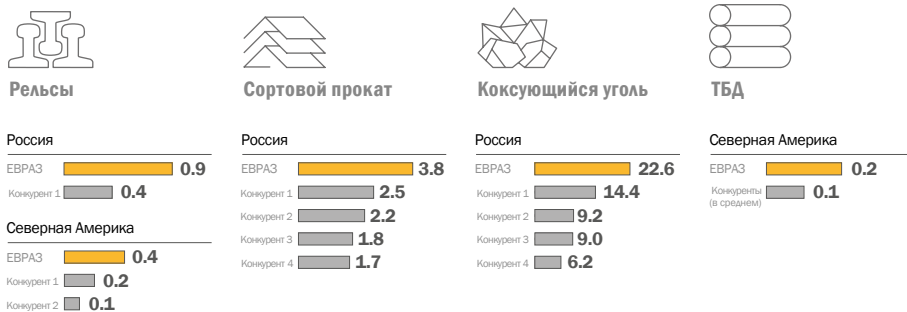 Рельсы
Россия
ЕВРАЗ 0.9
Конкурент 1 0.4
Северная Америка
ЕВРАЗ 0.4
Конкурент 1 0.2
Конкурент 2 0.1
Сортовой прокат
Россия
ЕВРАЗ 3.8
Конкурент 1 2.5
Конкурент 2 2.2
Конкурент 3 1.8
Конкурент 4 1.7
Коксующийся уголь
Россия
ЕВРАЗ 22.6
Конкурент 1 14.4
Конкурент 2 9.2
Конкурент 3 9.0
Конкурент 4 6.2
ТБД
Северная Америка
ЕВРАЗ 0.2
Конкуренты
(в среднем) 0.1